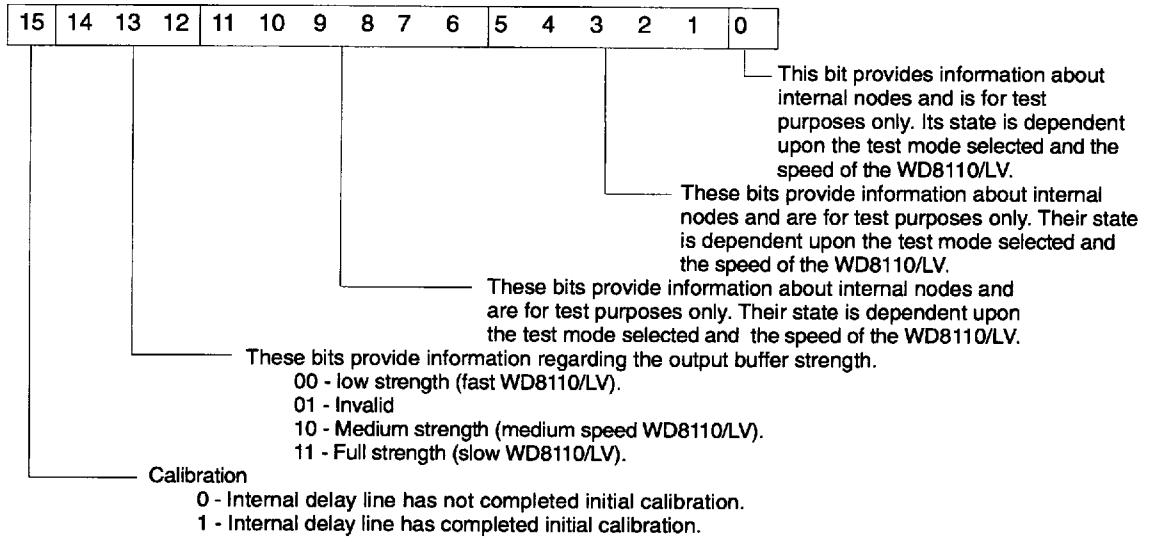 15 14 13 12 11 10 9 8 7 6 5 4 3 2 1 0
This bit provides information about
internal nodes and is for test
purposes only. Its state is dependent
upon the test mode selected and the
speed of the WD8110/LV.
These bits provide information about internal
nodes and are for test purposes only. Their state
is dependent upon the test mode selected and
the speed of the WD8110/LV.
These bits provide information about internal nodes and
are for test purposes only. Their state is dependent upon
the test mode selected and the speed of the WD8110/LV.
These bits provide information regarding the output buffer strength.
00 - low strength (fast WD8110/LV).
01 - Invalid
10 - Medium strength (medium speed WD8110/LV).
11 - Full strength (slow WD8110/LV).
Calibration
0 - Internal delay line has not completed initial calibration.
1 - Internal delay line has completed initial calibration.